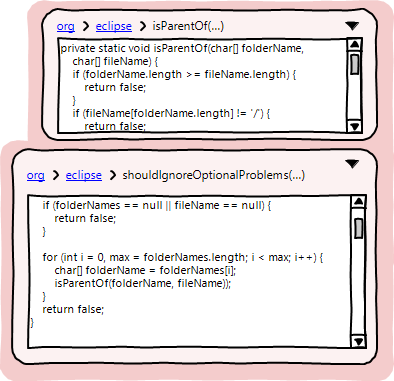 org > eclipse > isParentOf(...)
private static void isParentOf(char[] folderName,
char[] fileName) {
if (folderName.length >= fileName.length) {
return false;
}
if (fileName[folderName.length] != '/') {
return false;
org > eclipse > shouldIgnoreOptionalProblems(...)
if (folderNames == null || fileName == null) {
return false;
}
for (int i = 0, max = folderNames.length; i < max; i++) {
char[] folderName = folderNames[i];
isParentOf(folderName, fileName));
}
return false;
}